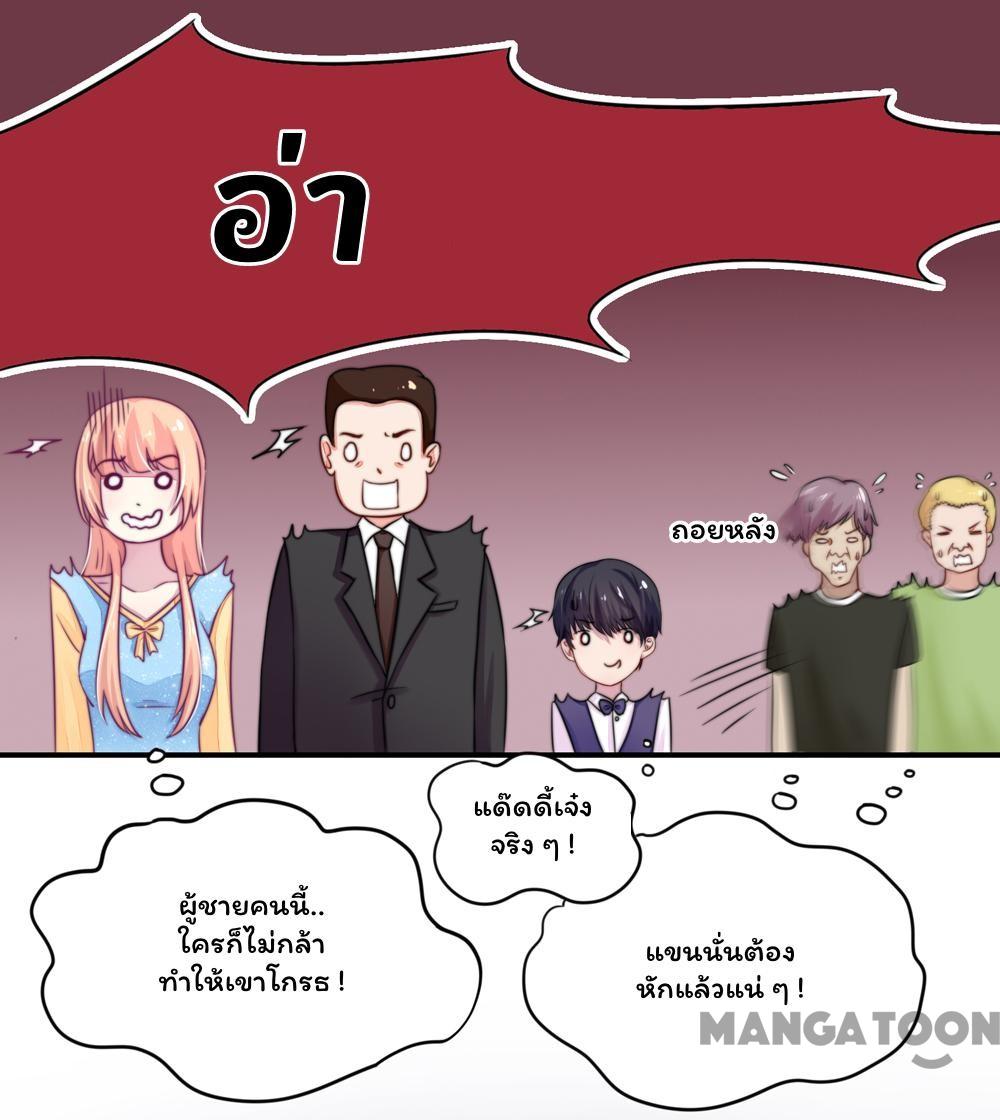 อ่า
ถอยหลัง
แด๊ดดี้เจ๋ง
จริง ๆ !
ผู้ชายคนนี้..
ใครก็ไม่กล้า
ทำให้เขาโกรธ !
แขนนั่นต้อง
หักแล้วแน่ ๆ !
MANGATOON